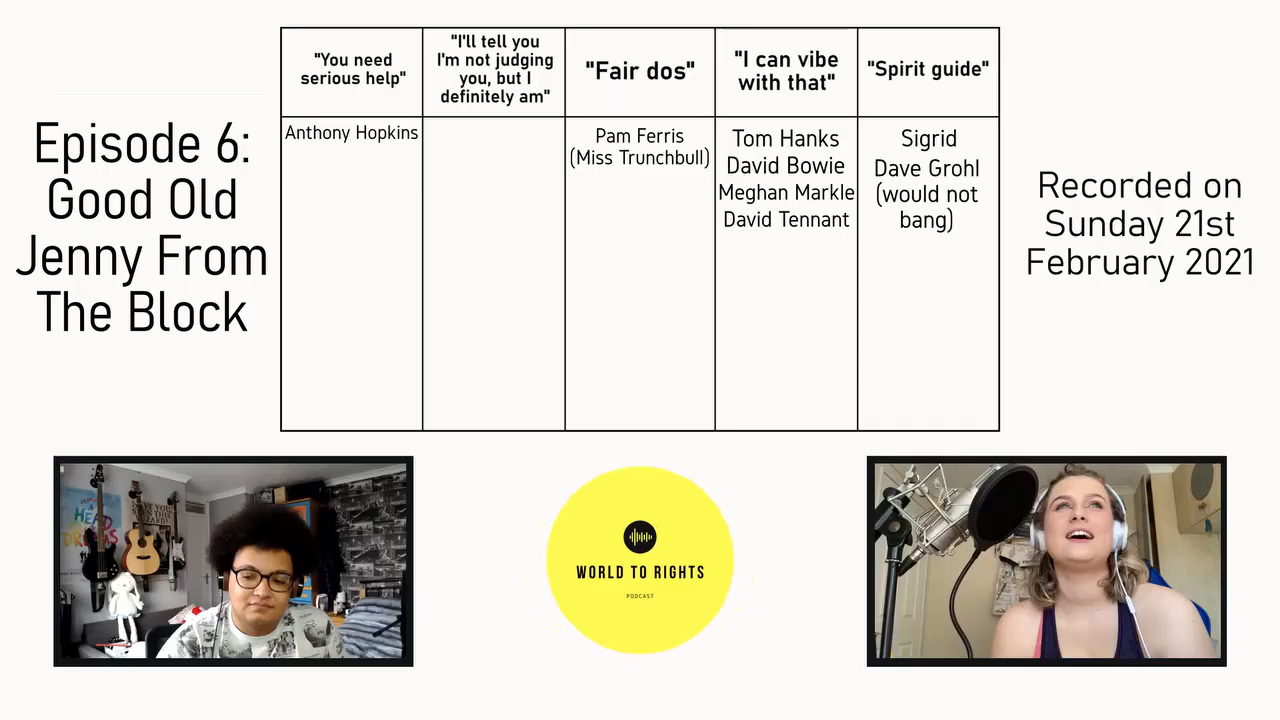 Episode 6:
Good Old
Jenny From
The Block
"You need
serious help"
"I'll tell you
I'm not judging
you, but I
definitely am"
"Fair dos"
"I can vibe
with that"
"Spirit guide"
Anthony Hopkins
Pam Ferris
(Miss Trunchbull)
Tom Hanks
David Bowie
Meghan Markle
David Tennant
Sigrid
Dave Grohl
(would not
bang)
Recorded on
Sunday 21st
February 2021
A
HEAD
WORLD TO RIGHTS
PODCAST